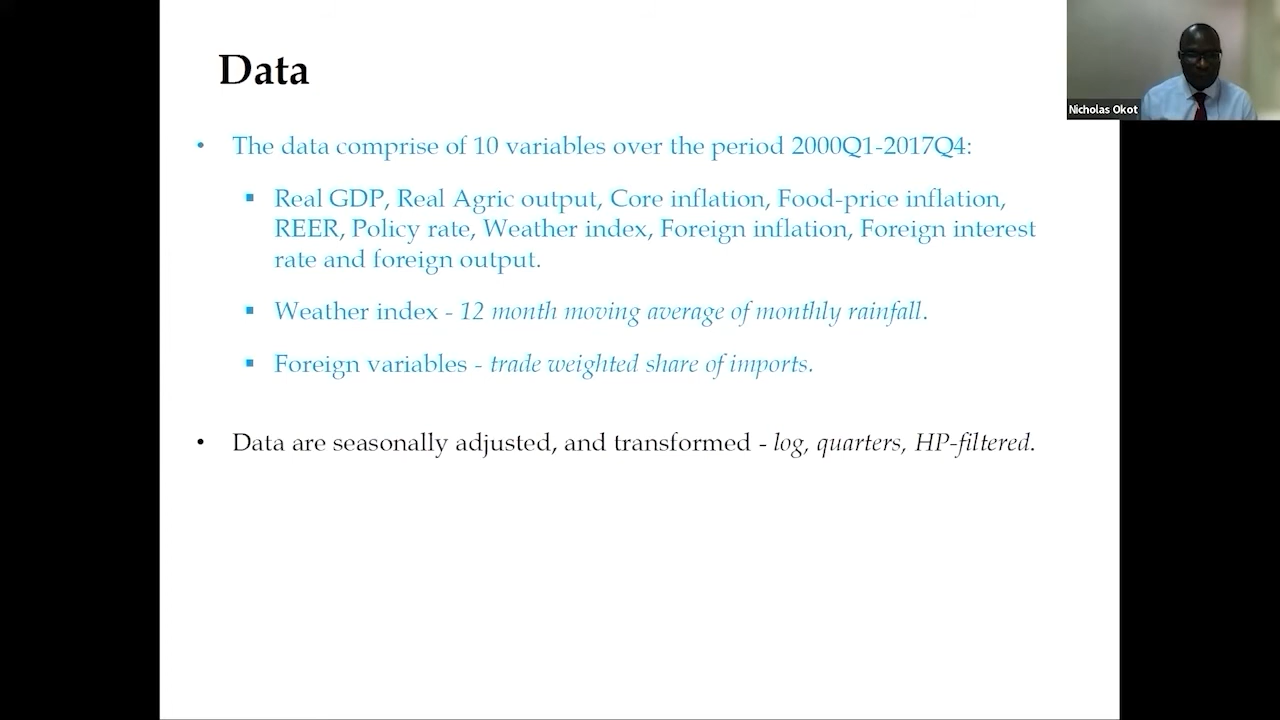 Data
• The data comprise of 10 variables over the period 2000Q1-2017Q4:
▪ Real GDP, Real Agric output, Core inflation, Food-price inflation,
REER, Policy rate, Weather index, Foreign inflation, Foreign interest
rate and foreign output.
▪ Weather index - 12 month moving average of monthly rainfall.
▪ Foreign variables - trade weighted share of imports.
• Data are seasonally adjusted, and transformed - log, quarters, HP-filtered.
Nicholas Okot